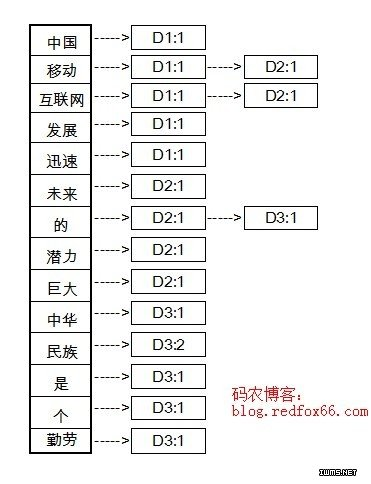 中国 -----> D1:1
移动 -----> D1:1 -----> D2:1
互联网 -----> D1:1 -----> D2:1
发展 -----> D1:1
迅速 -----> D1:1
未来 -----> D2:1
的 -----> D2:1 -----> D3:1
潜力 -----> D2:1
巨大 -----> D2:1
中华 -----> D3:1
民族 -----> D3:2
是 -----> D3:1
个 -----> D3:1
勤劳 -----> D3:1
码农博客：
blog.redfox66.com
IWMS.NET